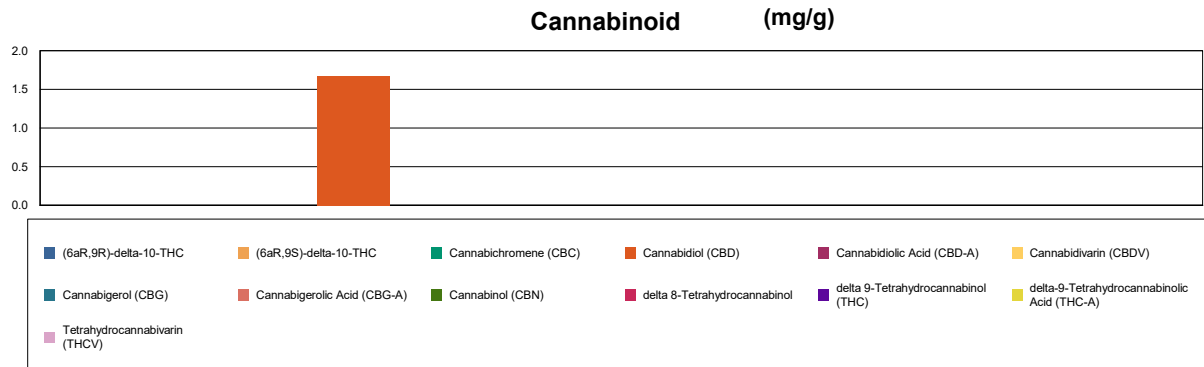 Cannabinoid (mg/g)
2.0
1.5
1.0
0.5
0.0
(6aR,9R)-delta-10-THC
(6aR,9S)-delta-10-THC
Cannabichromene (CBC)
Cannabidiol (CBD)
Cannabidiolic Acid (CBD-A)
Cannabidivarin (CBDV)
Cannabigerol (CBG)
Cannabigerolic Acid (CBG-A)
Cannabinol (CBN)
delta 8-Tetrahydrocannabinol
delta 9-Tetrahydrocannabinol
(THC)
delta-9-Tetrahydrocannabinolic
Acid (THC-A)
Tetrahydrocannabivarin
(THCV)